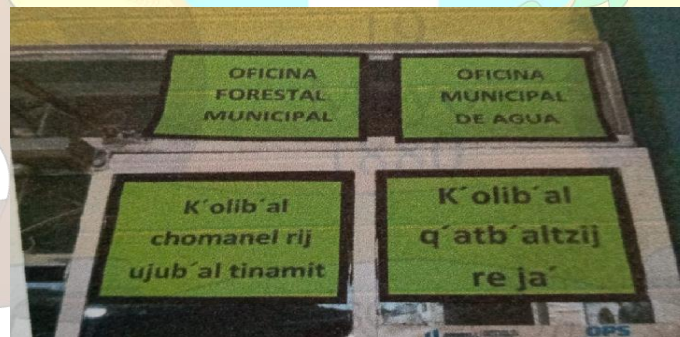 OFICINA
FORESTAL
MUNICIPAL
OFICINA
MUNICIPAL
DE AGUA
K´olib´al
chomanel rij
ujub´al tinamit
K´olib´al
q´atb´altzij
re ja´
OPS